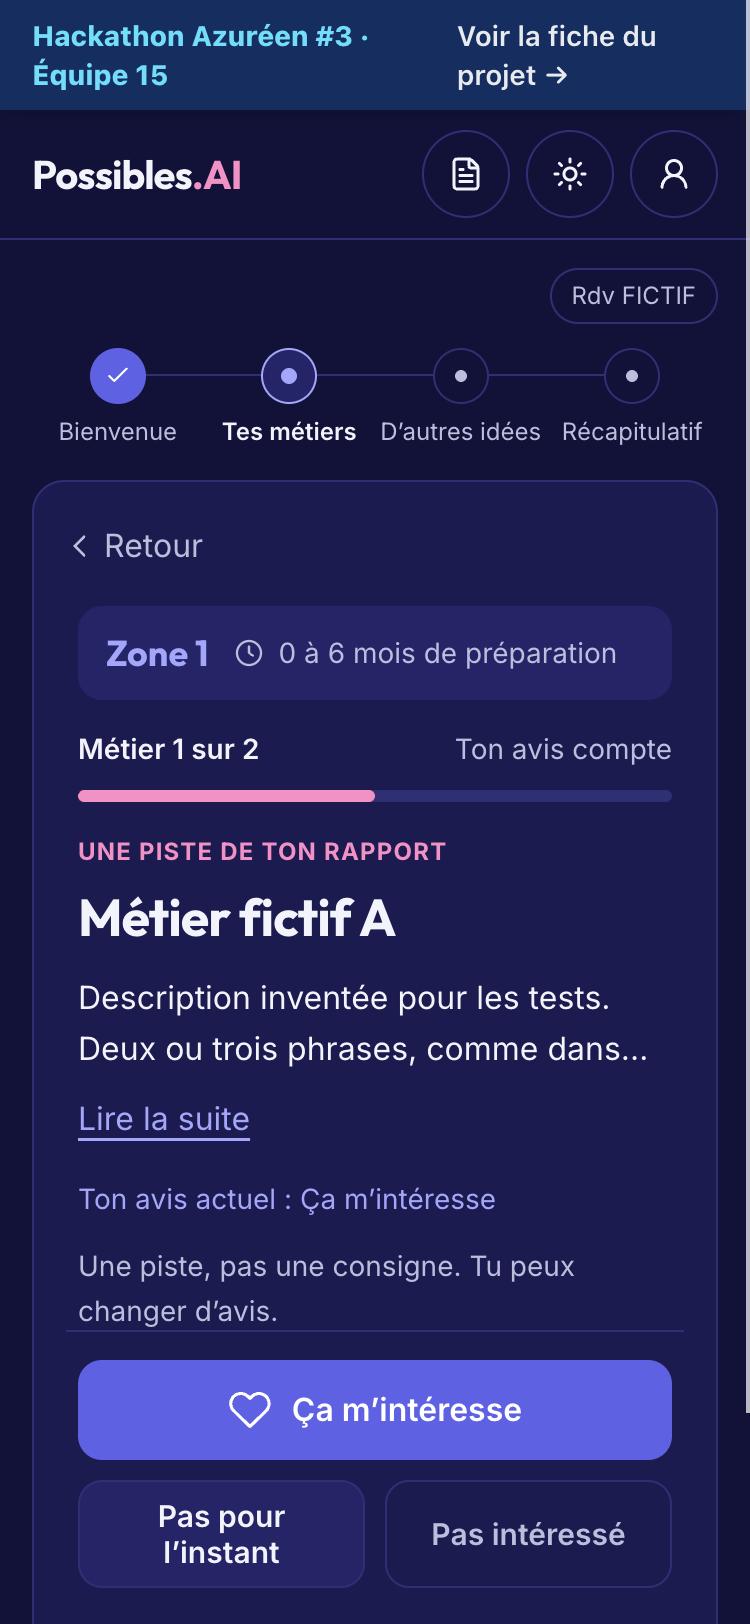 Hackathon Azuréen #3 ·
Équipe 15
Voir la fiche du
projet →
Possibles.AI
Rdv FICTIF
Bienvenue
Tes métiers
D’autres idées
Récapitulatif
Retour
Zone 1 0 à 6 mois de préparation
Métier 1 sur 2
Ton avis compte
UNE PISTE DE TON RAPPORT
Métier fictif A
Description inventée pour les tests.
Deux ou trois phrases, comme dans...
Lire la suite
Ton avis actuel : Ça m’intéresse
Une piste, pas une consigne. Tu peux
changer d’avis.
Ça m’intéresse
Pas pour
l’instant
Pas intéressé